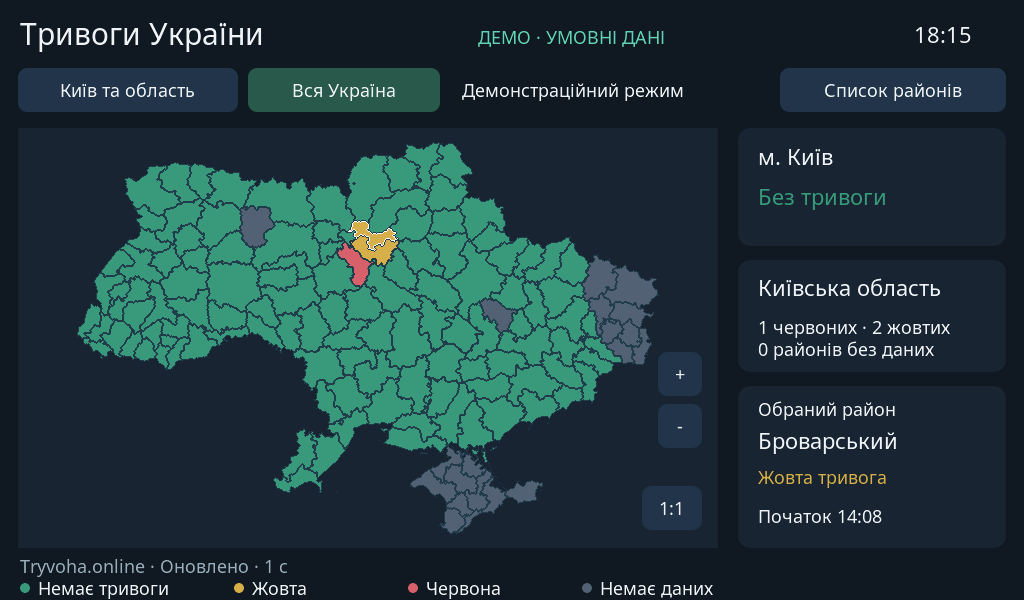 Тривоги України
ДЕМО · УМОВНІ ДАНІ
18:15
Київ та область
Вся Україна
Демонстраційний режим
Список районів
м. Київ
Без тривоги
Київська область
1 червоних · 2 жовтих
0 районів без даних
+
-
1:1
Обраний район
Броварський
Жовта тривога
Початок 14:08
Tryvoha.online · Оновлено · 1 с
Немає тривоги
Жовта
Червона
Немає даних